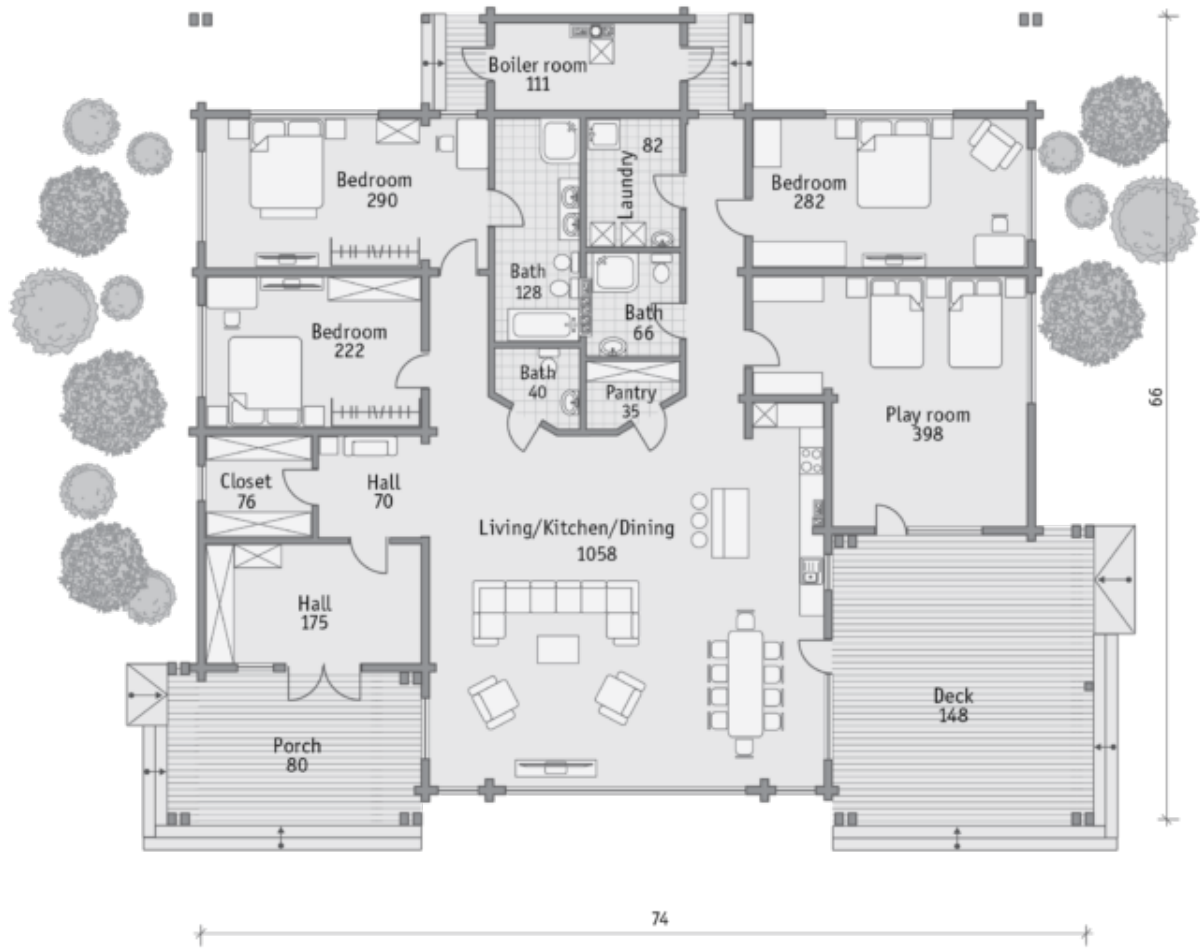 Boiler room
111
Bedroom
290
Laundry
82
Bedroom
282
Bath
128
Bath
66
Bedroom
222
Bath
40
Pantry
35
Play room
398
66
Closet
76
Hall
70
Living/Kitchen/Dining
1058
Hall
175
Deck
148
Porch
80
74